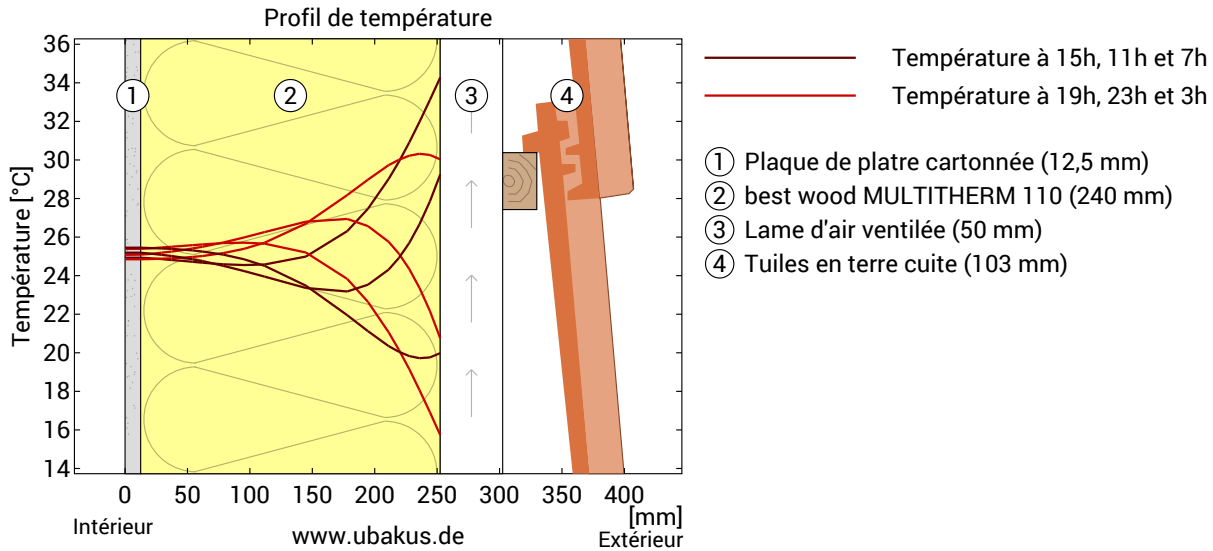 Profil de température
36
34
32
30
28
26
24
22
20
18
16
14
Température [°C]
1
2
3
4
0
50
100
150
200
250
300
350
400
[mm]
Intérieur
www.ubakus.de
Extérieur
Température à 15h, 11h et 7h
Température à 19h, 23h et 3h
1 Plaque de platre cartonnée (12,5 mm)
2 best wood MULTITHERM 110 (240 mm)
3 Lame d'air ventilée (50 mm)
4 Tuiles en terre cuite (103 mm)